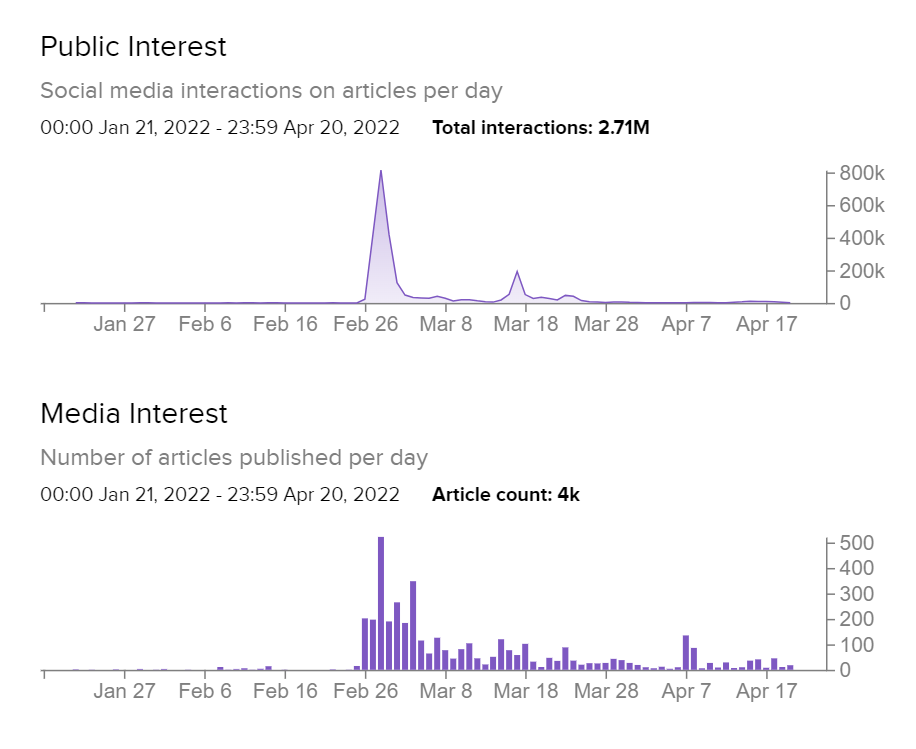 Public Interest
Social media interactions on articles per day
00:00 Jan 21, 2022 - 23:59 Apr 20, 2022 Total interactions: 2.71M
800k
600k
400k
200k
0
Jan 27 Feb 6 Feb 16 Feb 26 Mar 8 Mar 18 Mar 28 Apr 7 Apr 17
Media Interest
Number of articles published per day
00:00 Jan 21, 2022 - 23:59 Apr 20, 2022 Article count: 4k
500
400
300
200
100
0
Jan 27 Feb 6 Feb 16 Feb 26 Mar 8 Mar 18 Mar 28 Apr 7 Apr 17